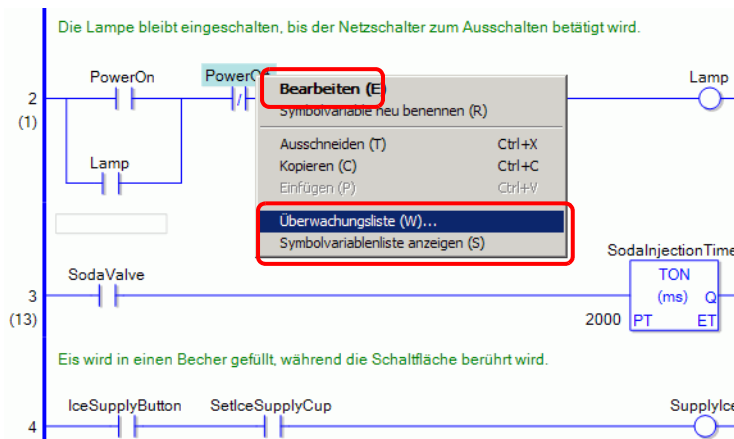 Die Lampe bleibt eingeschalten, bis der Netzschalter zum Ausschalten betätigt wird.
PowerOn
Lamp
2
(1)
Lamp
Bearbeiten (E
Symbolvariable neu benennen (R)
Ausschneiden (T) Ctrl+X
Kopieren (C) Ctrl+C
Einfügen (P) Ctrl+V
Überwachungsliste (W)...
Symbolvariablenliste anzeigen (S)
SodaValve
SodaInjectionTime
TON
3
(ms) Q
(13)
2000 PT ET
Eis wird in einen Becher gefüllt, während die Schaltfläche berührt wird.
IceSupplyButton SetIceSupplyCup SupplyIce
4